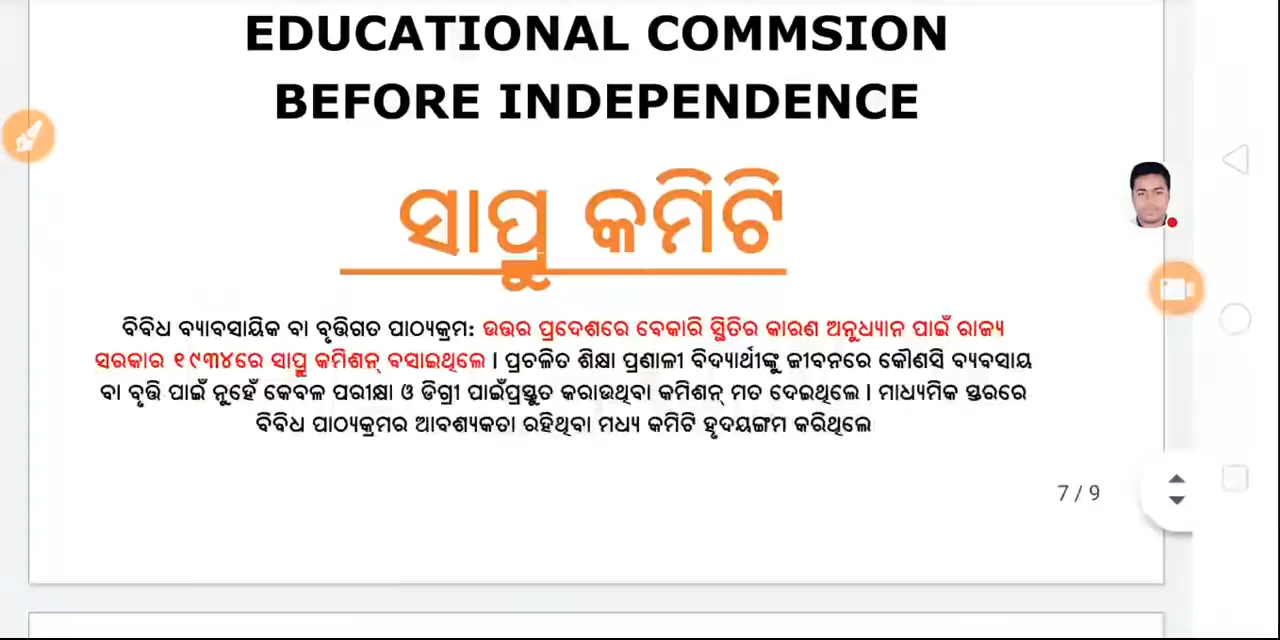 EDUCATIONAL COMMSION
BEFORE INDEPENDENCE
ସାପ୍ରୁ କମିଟି
ବିବିଧ ବ୍ୟାବସାୟିକ ବା ବୃତ୍ତିଗତ ପାଠ୍ୟକ୍ରମ: ଉତ୍ତର ପ୍ରଦେଶରେ ବେକାରି ସ୍ଥିତିର କାରଣ ଅନୁଧ୍ୟାନ ପାଇଁ ରାଜ୍ୟ
ସରକାର ୧୯୩୪ରେ ସାପ୍ରୁ କମିଶନ୍ ବସାଇଥିଲେ । ପ୍ରଚଳିତ ଶିକ୍ଷା ପ୍ରଣାଳୀ ବିଦ୍ୟାର୍ଥୀଙ୍କୁ ଜୀବନରେ କୌଣସି ବ୍ୟବସାୟ
ବା ବୃତ୍ତି ପାଇଁ ନୁହେଁ କେବଳ ପରୀକ୍ଷା ଓ ଡିଗ୍ରୀ ପାଇଁପ୍ରସ୍ତୁତ କରାଉଥିବା କମିଶନ୍ ମତ ଦେଇଥିଲେ । ମାଧ୍ୟମିକ ସ୍ତରରେ
ବିବିଧ ପାଠ୍ୟକ୍ରମର ଆବଶ୍ୟକତା ରହିଥିବା ମଧ୍ୟ କମିଟି ହୃଦୟଙ୍ଗମ କରିଥିଲେ
7 / 9